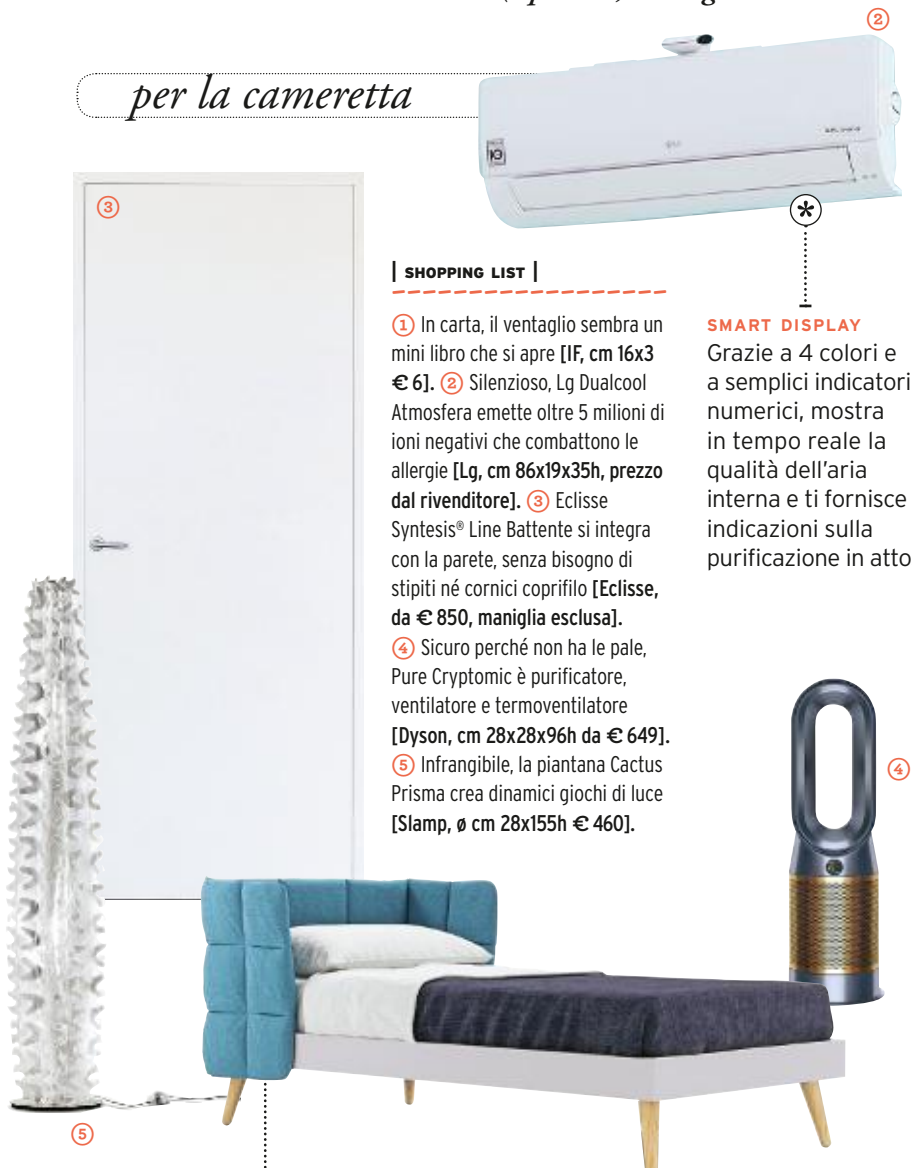 ②
per la cameretta
③
| SHOPPING LIST |
① In carta, il ventaglio sembra un
mini libro che si apre [IF, cm 16x3
€ 6]. ② Silenzioso, Lg Dualcool
Atmosfera emette oltre 5 milioni di
ioni negativi che combattono le
allergie [Lg, cm 86x19x35h, prezzo
dal rivenditore]. ③ Eclisse
Syntesis® Line Battente si integra
con la parete, senza bisogno di
stipiti né cornici coprifilo [Eclisse,
da € 850, maniglia esclusa].
④ Sicuro perché non ha le pale,
Pure Cryptomic è purificatore,
ventilatore e termoventilatore
[Dyson, cm 28x28x96h da € 649].
⑤ Infrangibile, la piantana Cactus
Prisma crea dinamici giochi di luce
[Slamp, ø cm 28x155h € 460].
*
SMART DISPLAY
Grazie a 4 colori e
a semplici indicatori
numerici, mostra
in tempo reale la
qualità dell'aria
interna e ti fornisce
indicazioni sulla
purificazione in atto
④
⑤